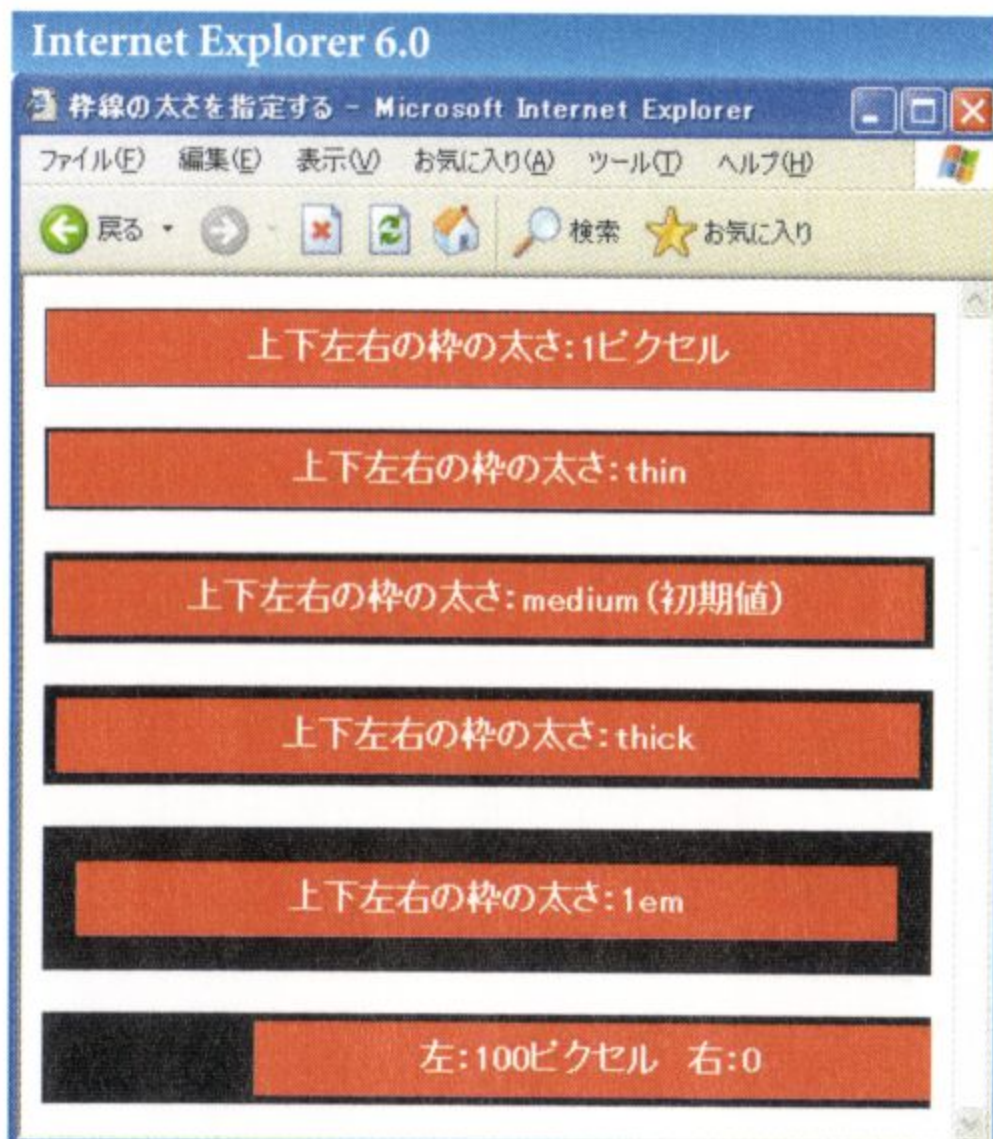 Internet Explorer 6.0
枠線の太さを指定する - Microsoft Internet Explorer
ファイル(F) 編集(E) 表示(V) お気に入り(A) ツール(T) ヘルプ(H)
戻る 検索 お気に入り
上下左右の枠の太さ:1ピクセル
上下左右の枠の太さ:thin
上下左右の枠の太さ:medium(初期値)
上下左右の枠の太さ:thick
上下左右の枠の太さ:1em
左:100ピクセル　右:0